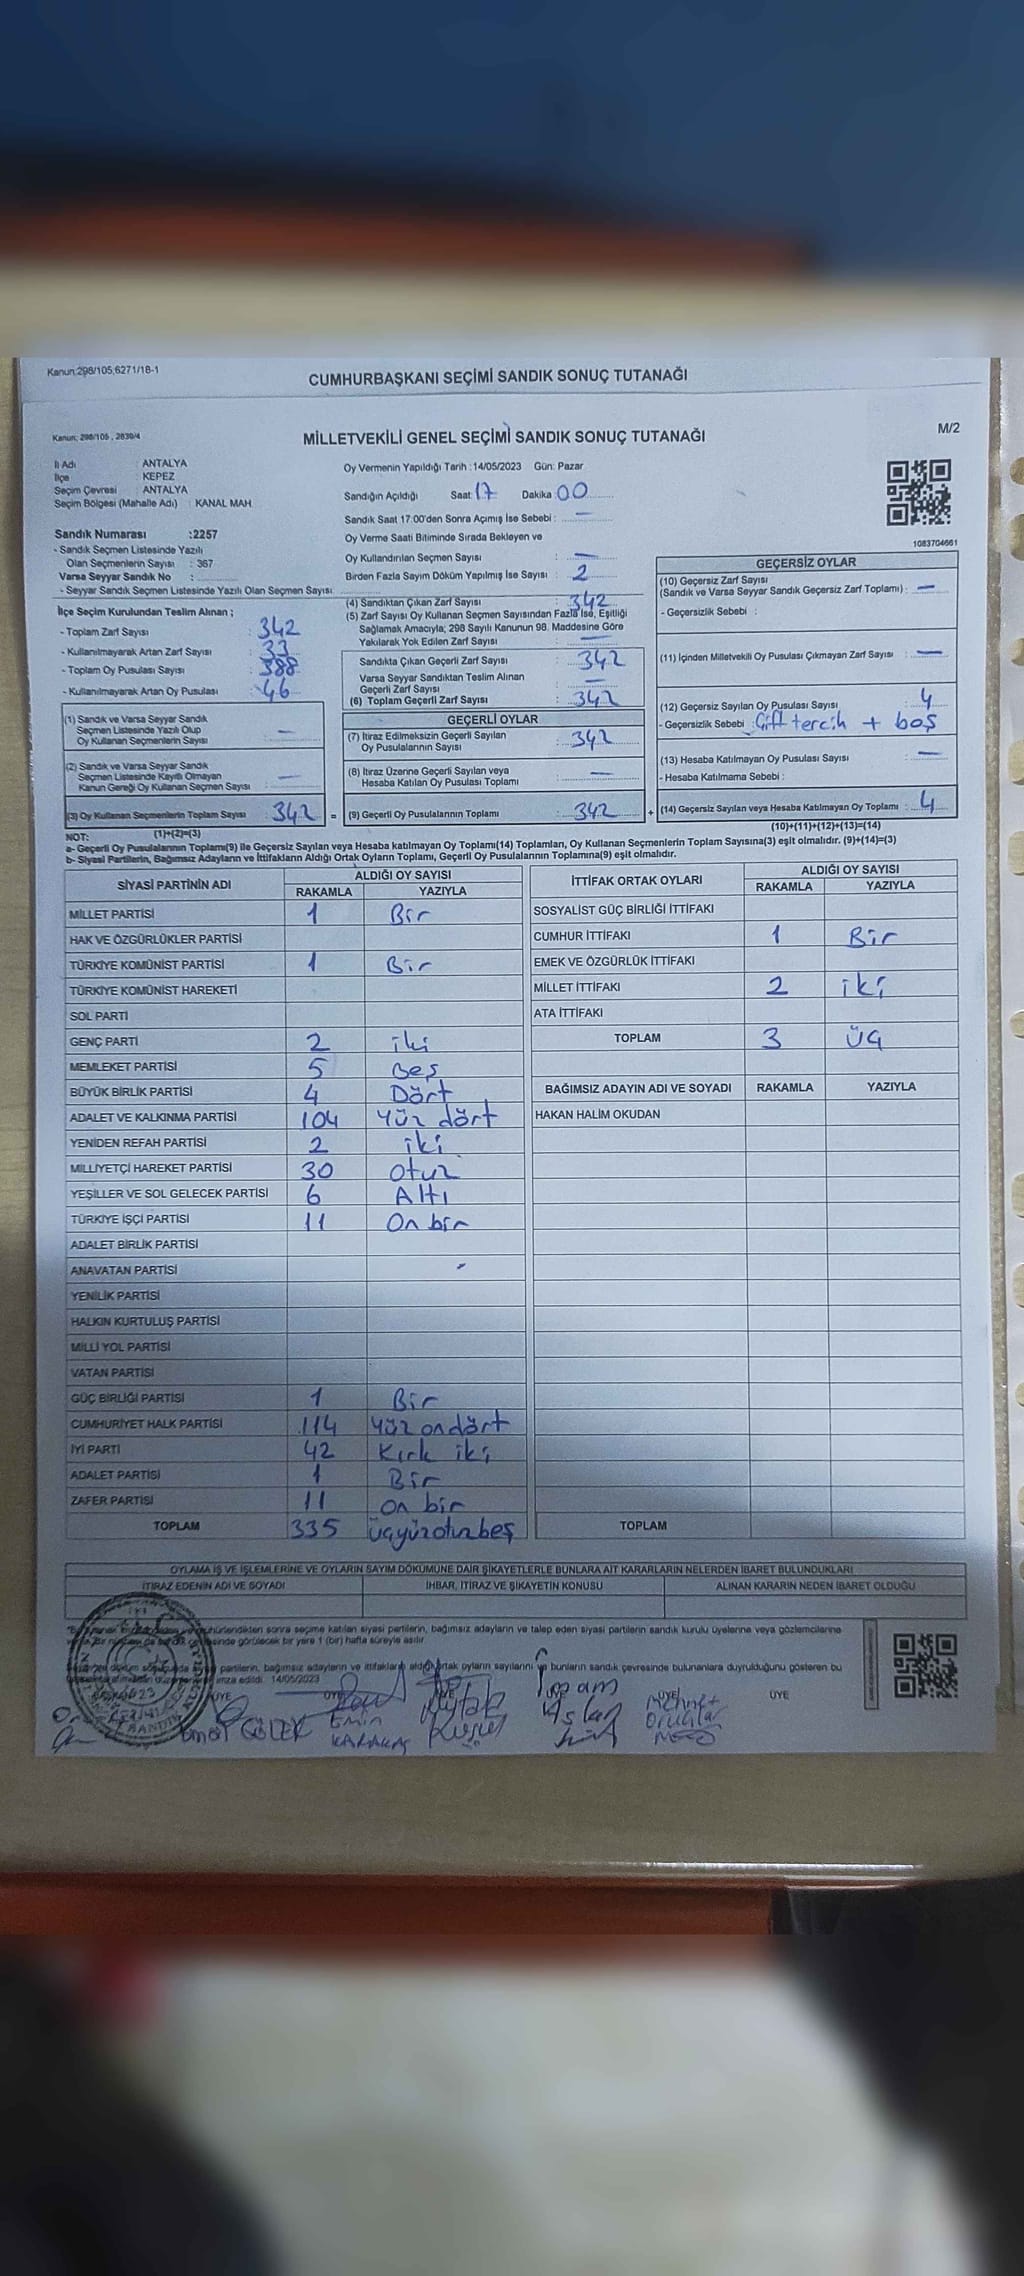 Kanun:298/105,6271/18-1
CUMHURBAŞKANI SEÇİMİ SANDIK SONUÇ TUTANAĞI
Kanun; 298/105 , 2839/4
MİLLETVEKİLİ GENEL SEÇİMİ SANDIK SONUÇ TUTANAĞI
M/2
İl Adı : ANTALYA
İlçe : KEPEZ
Seçim Çevresi : ANTALYA
Seçim Bölgesi (Mahalle Adı) : KANAL MAH
Oy Vermenin Yapıldığı Tarih :14/05/2023 Gün: Pazar
Sandığın Açıldığı Saat: 17 Dakika 00
Sandık Saat 17:00'den Sonra Açımış İse Sebebi : —
Oy Verme Saati Bitiminde Sırada Bekleyen ve
Oy Kullandırılan Seçmen Sayısı : —
Birden Fazla Sayım Döküm Yapılmış İse Sayısı : 2
1083704661
Sandık Numarası :2257
- Sandık Seçmen Listesinde Yazılı
Olan Seçmenlerin Sayısı : 367
Varsa Seyyar Sandık No :
- Seyyar Sandık Seçmen Listesinde Yazılı Olan Seçmen Sayısı
İlçe Seçim Kurulundan Teslim Alınan ;
- Toplam Zarf Sayısı : 342
- Kullanılmayarak Artan Zarf Sayısı : 33
- Toplam Oy Pusulası Sayısı : 388
- Kullanılmayarak Artan Oy Pusulası : 46
(1) Sandık ve Varsa Seyyar Sandık
Seçmen Listesinde Yazılı Olup
Oy Kullanan Seçmenlerin Sayısı : —
(2) Sandık ve Varsa Seyyar Sandık
Seçmen Listesinde Kayıtlı Olmayan
Kanun Gereği Oy Kullanan Seçmen Sayısı : —
(3) Oy Kullanan Seçmenlerin Toplam Sayısı : 342 =
(4) Sandıktan Çıkan Zarf Sayısı : 342
(5) Zarf Sayısı Oy Kullanan Seçmen Sayısından Fazla İse, Eşitliği
Sağlamak Amacıyla; 298 Sayılı Kanunun 98. Maddesine Göre
Yakılarak Yok Edilen Zarf Sayısı : —
Sandıkta Çıkan Geçerli Zarf Sayısı : 342
Varsa Seyyar Sandıktan Teslim Alınan
Geçerli Zarf Sayısı : —
(6) Toplam Geçerli Zarf Sayısı : 342
GEÇERLİ OYLAR
(7) İtiraz Edilmeksizin Geçerli Sayılan
Oy Pusulalarının Sayısı : 342
(8) İtiraz Üzerine Geçerli Sayılan veya
Hesaba Katılan Oy Pusulası Toplamı : —
(9) Geçerli Oy Pusulalarının Toplamı : 342 +
GEÇERSİZ OYLAR
(10) Geçersiz Zarf Sayısı
(Sandık ve Varsa Seyyar Sandık Geçersiz Zarf Toplamı) : —
- Geçersizlik Sebebi :
(11) İçinden Milletvekili Oy Pusulası Çıkmayan Zarf Sayısı : —
(12) Geçersiz Sayılan Oy Pusulası Sayısı : 4
- Geçersizlik Sebebi : Çift tercih + boş
(13) Hesaba Katılmayan Oy Pusulası Sayısı : —
- Hesaba Katılmama Sebebi :
(14) Geçersiz Sayılan veya Hesaba Katılmayan Oy Toplamı : 4
NOT: (1)+(2)=(3)
(10)+(11)+(12)+(13)=(14)
a- Geçerli Oy Pusulalarının Toplamı(9) ile Geçersiz Sayılan veya Hesaba katılmayan Oy Toplamı(14) Toplamları, Oy Kullanan Seçmenlerin Toplam Sayısına(3) eşit olmalıdır. (9)+(14)=(3)
b- Siyasi Partilerin, Bağımsız Adayların ve İttifakların Aldığı Ortak Oyların Toplamı, Geçerli Oy Pusulalarının Toplamına(9) eşit olmalıdır.
SİYASİ PARTİNİN ADI ALDIĞI OY SAYISI
RAKAMLA YAZIYLA
MİLLET PARTİSİ 1 Bir
HAK VE ÖZGÜRLÜKLER PARTİSİ
TÜRKİYE KOMÜNİST PARTİSİ 1 Bir
TÜRKİYE KOMÜNİST HAREKETİ
SOL PARTİ
GENÇ PARTİ 2 iki
MEMLEKET PARTİSİ 5 Beş
BÜYÜK BİRLİK PARTİSİ 4 Dört
ADALET VE KALKINMA PARTİSİ 104 Yüz dört
YENİDEN REFAH PARTİSİ 2 iki
MİLLİYETÇİ HAREKET PARTİSİ 30 Otuz
YEŞİLLER VE SOL GELECEK PARTİSİ 6 Altı
TÜRKİYE İŞÇİ PARTİSİ 11 On bir
ADALET BİRLİK PARTİSİ
ANAVATAN PARTİSİ
YENİLİK PARTİSİ
HALKIN KURTULUŞ PARTİSİ
MİLLİ YOL PARTİSİ
VATAN PARTİSİ
GÜÇ BİRLİĞİ PARTİSİ 1 Bir
CUMHURİYET HALK PARTİSİ 114 Yüz on dört
İYİ PARTİ 42 Kırk iki
ADALET PARTİSİ 1 Bir
ZAFER PARTİSİ 11 On bir
TOPLAM 335 üçyüzotuzbeş
İTTİFAK ORTAK OYLARI ALDIĞI OY SAYISI
RAKAMLA YAZIYLA
SOSYALİST GÜÇ BİRLİĞİ İTTİFAKI
CUMHUR İTTİFAKI 1 Bir
EMEK VE ÖZGÜRLÜK İTTİFAKI
MİLLET İTTİFAKI 2 iki
ATA İTTİFAKI
TOPLAM 3 üç
BAĞIMSIZ ADAYIN ADI VE SOYADI RAKAMLA YAZIYLA
HAKAN HALİM OKUDAN
TOPLAM
OYLAMA İŞ VE İŞLEMLERİNE VE OYLARIN SAYIM DÖKÜMÜNE DAİR ŞİKAYETLERLE BUNLARA AİT KARARLARIN NELERDEN İBARET BULUNDUKLARI
İTİRAZ EDENİN ADI VE SOYADI İHBAR, İTİRAZ VE ŞİKAYETİN KONUSU ALINAN KARARIN NEDEN İBARET OLDUĞU
sonra seçime katılan siyasi partilerin, bağımsız adayların ve talep eden siyasi partilerin sandık kurulu üyelerine veya gözlemcilerine
görülecek bir yere 1 (bir) hafta süreyle asılır.
partilerin, bağımsız adayların ve ittifakların aldığı ortak oyların sayılarını ve bunların sandık çevresinde bulunanlara duyurulduğunu gösteren bu
imza edildi. 14/05/2023
ÜYE ÜYE ÜYE ÜYE ÜYE
GÖLEK Emin KARAKAŞ Aslan Mehmet